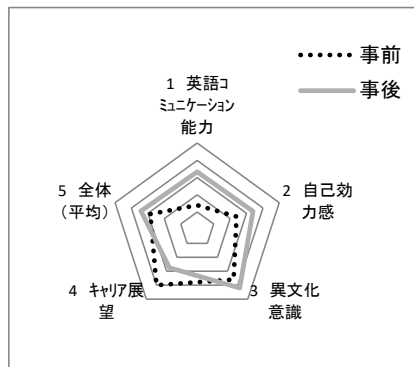 事前
事後
1 英語コ
ミュニケーション
能力
2 自己効
力感
3 異文化
意識
4 キャリア展
望
5 全体
（平均）